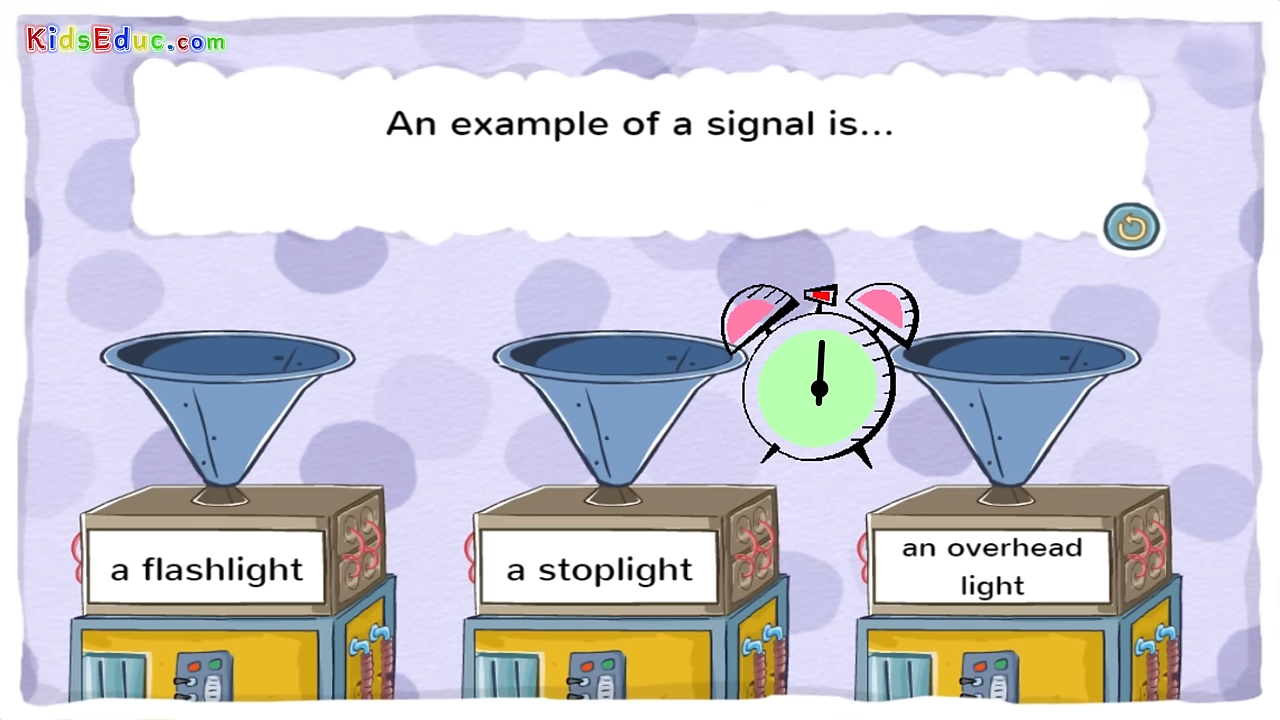 KidsEduc.com
An example of a signal is...
a flashlight
a stoplight
an overhead
light